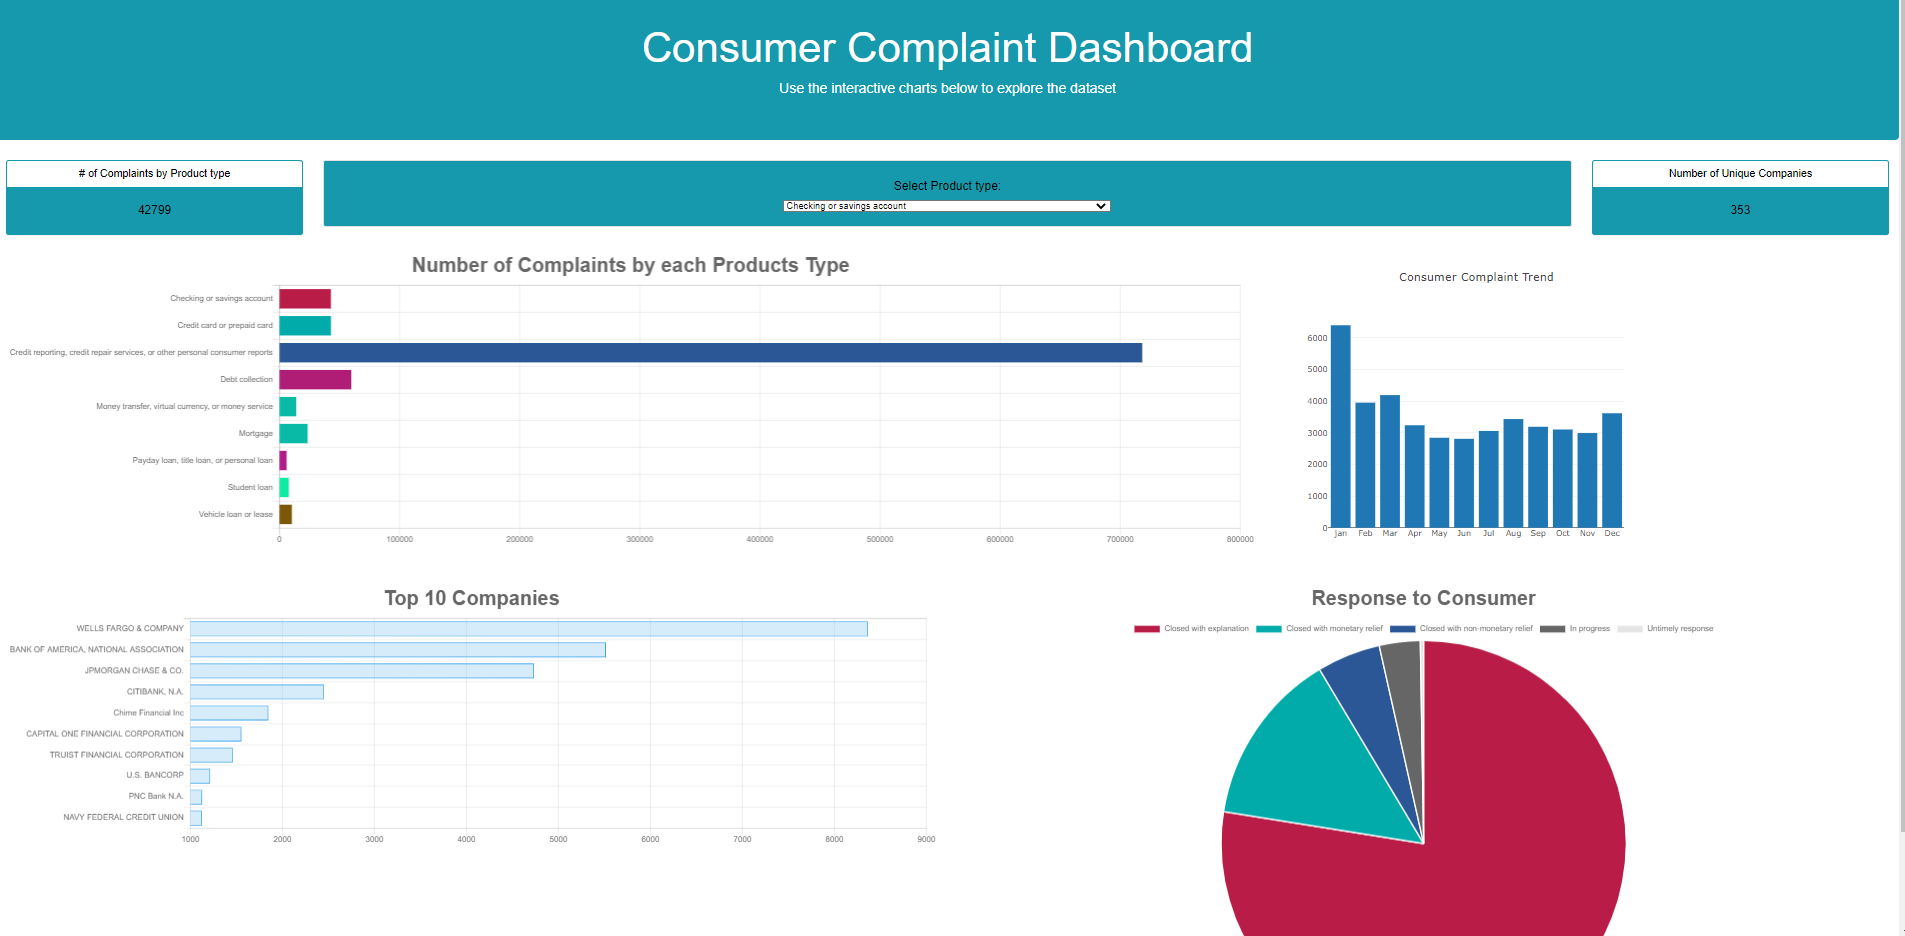 Consumer Complaint Dashboard
Use the interactive charts below to explore the dataset
# of Complaints by Product type
42799
Select Product type:
Checking or savings account
Number of Unique Companies
353
Number of Complaints by each Products Type
Checking or savings account
Credit card or prepaid card
Credit reporting, credit repair services, or other personal consumer reports
Debt collection
Money transfer, virtual currency, or money service
Mortgage
Payday loan, title loan, or personal loan
Student loan
Vehicle loan or lease
0 100000 200000 300000 400000 500000 600000 700000 800000
Consumer Complaint Trend
6000
5000
4000
3000
2000
1000
0
Jan Feb Mar Apr May Jun Jul Aug Sep Oct Nov Dec
Top 10 Companies
WELLS FARGO & COMPANY
BANK OF AMERICA, NATIONAL ASSOCIATION
JPMORGAN CHASE & CO.
CITIBANK, N.A.
Chime Financial Inc
CAPITAL ONE FINANCIAL CORPORATION
TRUIST FINANCIAL CORPORATION
U.S. BANCORP
PNC Bank N.A.
NAVY FEDERAL CREDIT UNION
1000 2000 3000 4000 5000 6000 7000 8000 9000
Response to Consumer
Closed with explanation Closed with monetary relief Closed with non-monetary relief In progress Untimely response